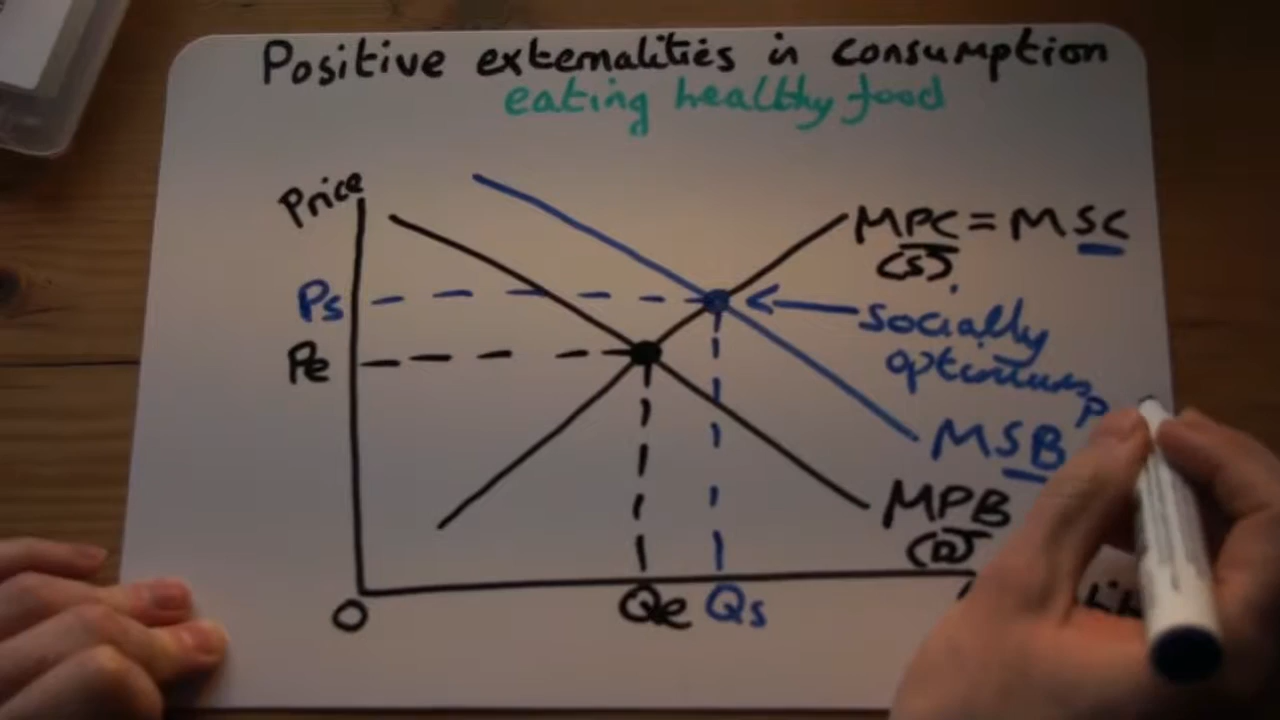 Positive externalities in consumption
eating healthy food
Price
MPC = MSC
(S)
Ps
socially
Pe
MSB
MPB
(D)
O
Qe
Qs